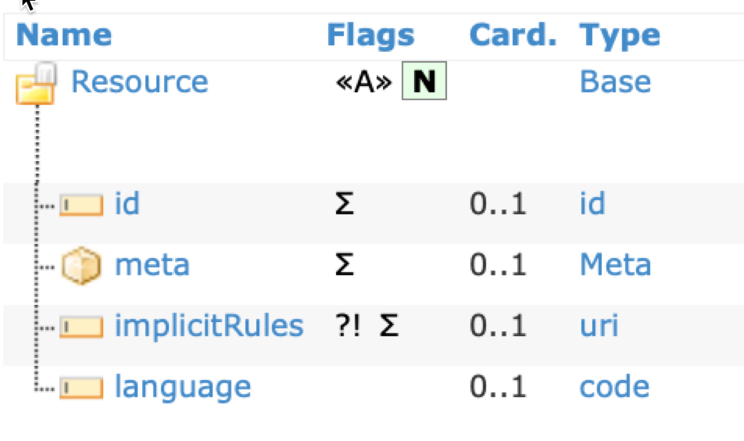 Name Flags Card. Type
Resource «A» N Base
id Σ 0..1 id
meta Σ 0..1 Meta
implicitRules ?! Σ 0..1 uri
language 0..1 code